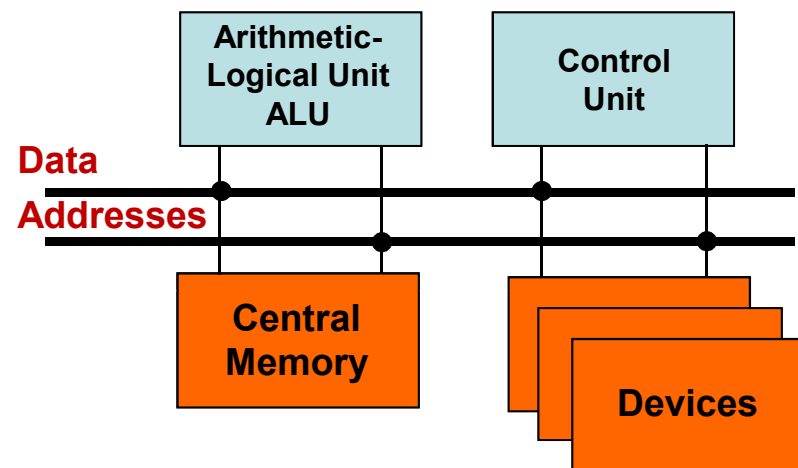 Arithmetic-
Logical Unit
ALU
Control
Unit
Data
Addresses
Central
Memory
Devices